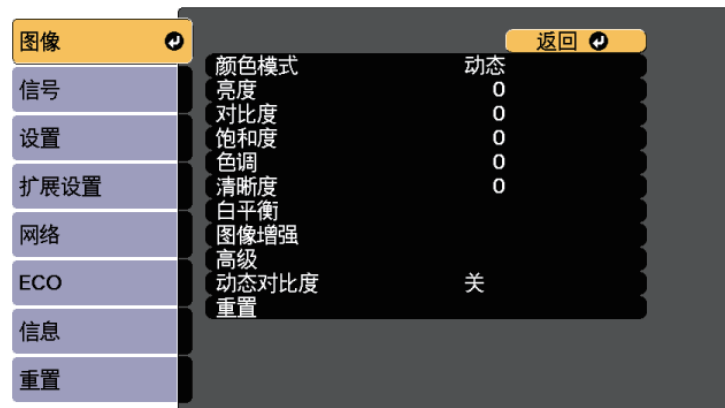 图像
信号
设置
扩展设置
网络
ECO
信息
重置
返回
颜色模式 动态
亮度 0
对比度 0
饱和度 0
色调 0
清晰度 0
白平衡
图像增强
高级
动态对比度 关
重置